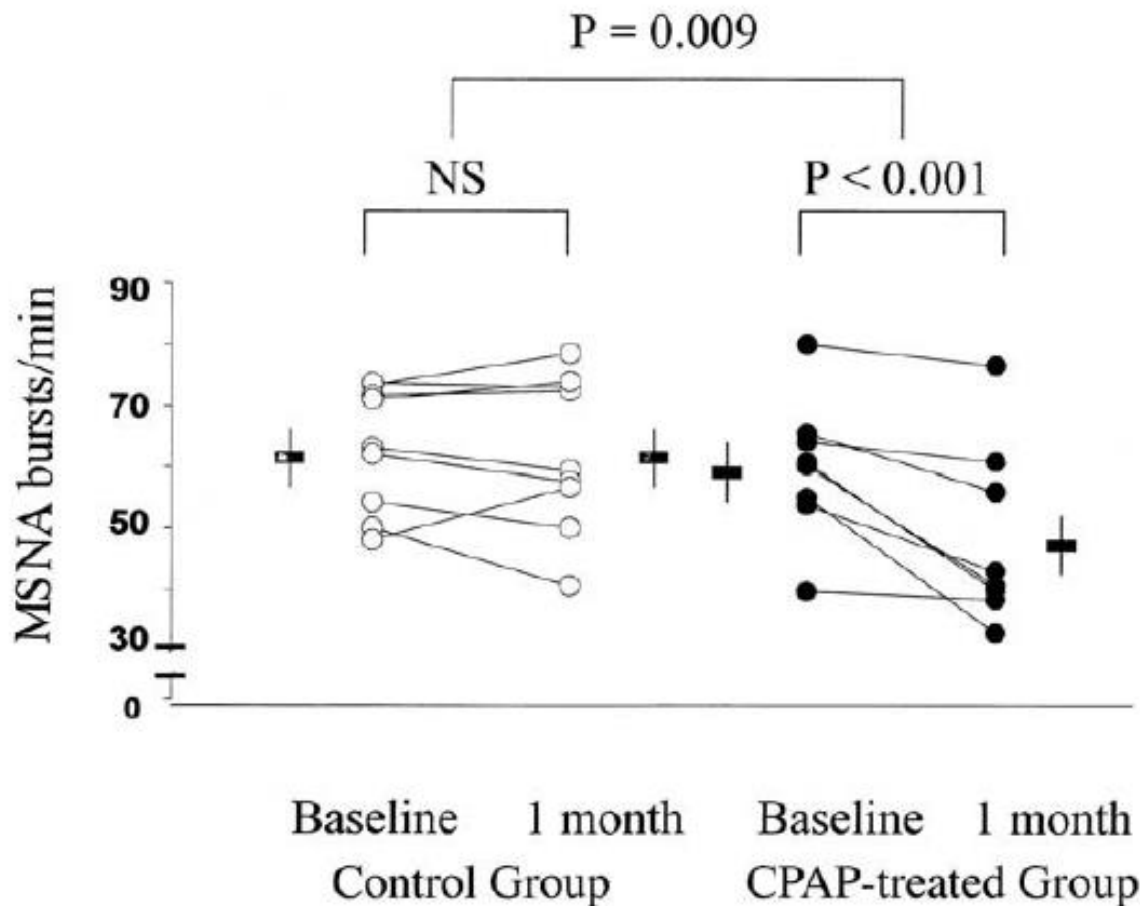 P = 0.009
NS
P < 0.001
MSNA bursts/min
90
70
50
30
0
Baseline 1 month Baseline 1 month
Control Group CPAP-treated Group